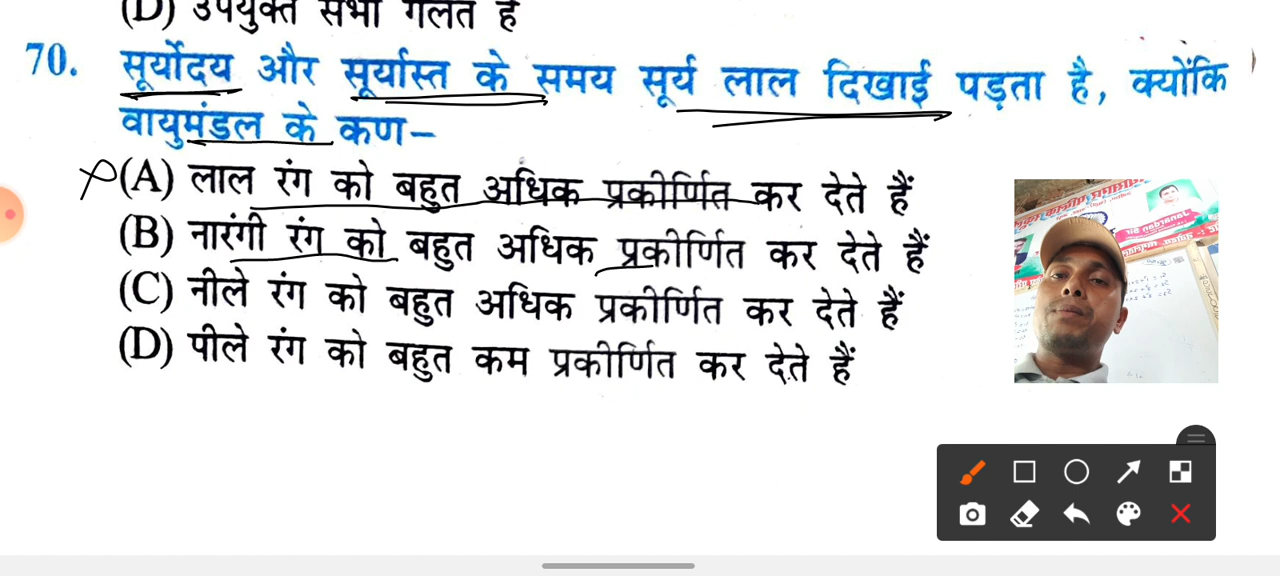 (D) उपर्युक्त सभी गलत हैं
70. सूर्योदय और सूर्यास्त के समय सूर्य लाल दिखाई पड़ता है, क्योंकि
वायुमंडल के कण–
(A) लाल रंग को बहुत अधिक प्रकीर्णित कर देते हैं
(B) नारंगी रंग को बहुत अधिक प्रकीर्णित कर देते हैं
(C) नीले रंग को बहुत अधिक प्रकीर्णित कर देते हैं
(D) पीले रंग को बहुत कम प्रकीर्णित कर देते हैं